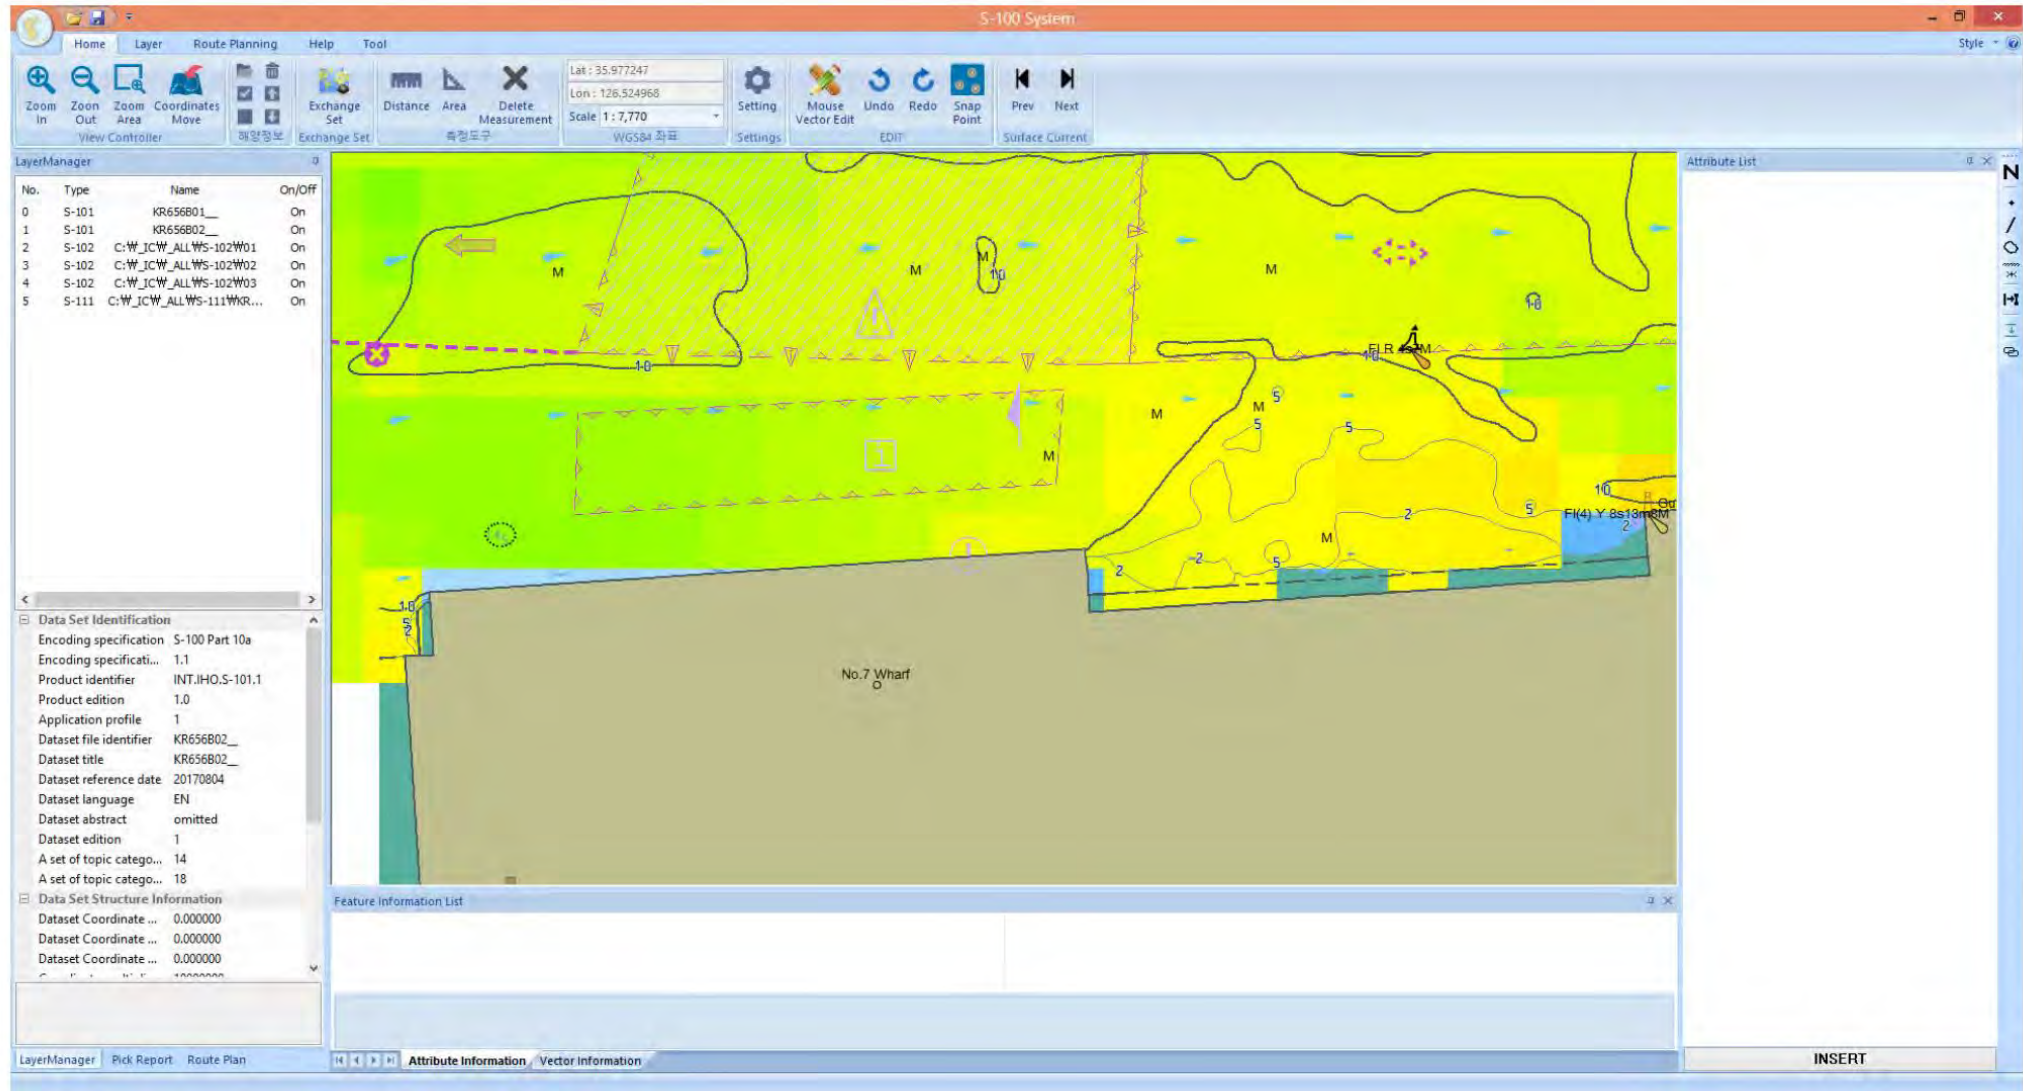 S-100 System
Home Layer Route Planning Help Tool
Style
Zoom In
Zoon Out
Zoom Area
Coordinates Move
View Controller
해양정보
Exchange Set
Exchange Set
Distance
Area
Delete Measurement
측정도구
Lat : 35.977247
Lon : 126.524968
Scale 1 : 7,770
WGS84 좌표
Setting
Settings
Mouse Vector Edit
Undo
Redo
Snap Point
EDIT
Prev
Next
Surface Current
LayerManager
No. Type Name On/Off
0 S-101 KR656B01__ On
1 S-101 KR656B02__ On
2 S-102 C:₩_IC₩_ALL₩S-102₩01 On
3 S-102 C:₩_IC₩_ALL₩S-102₩02 On
4 S-102 C:₩_IC₩_ALL₩S-102₩03 On
5 S-111 C:₩_IC₩_ALL₩S-111₩KR... On
Data Set Identification
Encoding specification S-100 Part 10a
Encoding specificati... 1.1
Product identifier INT.IHO.S-101.1
Product edition 1.0
Application profile 1
Dataset file identifier KR656B02__
Dataset title KR656B02__
Dataset reference date 20170804
Dataset language EN
Dataset abstract omitted
Dataset edition 1
A set of topic catego... 14
A set of topic catego... 18
Data Set Structure Information
Dataset Coordinate ... 0.000000
Dataset Coordinate ... 0.000000
Dataset Coordinate ... 0.000000
LayerManager Pick Report Route Plan
M
M
M
10
M
10
10
M
M
M
5
5
5
10
5
Fl(4) Y 8s13m8M
2
2
M
2
2
5
10
5
2
No.7 Wharf
Feature Information List
Attribute Information Vector Information
Attribute List
N
INSERT